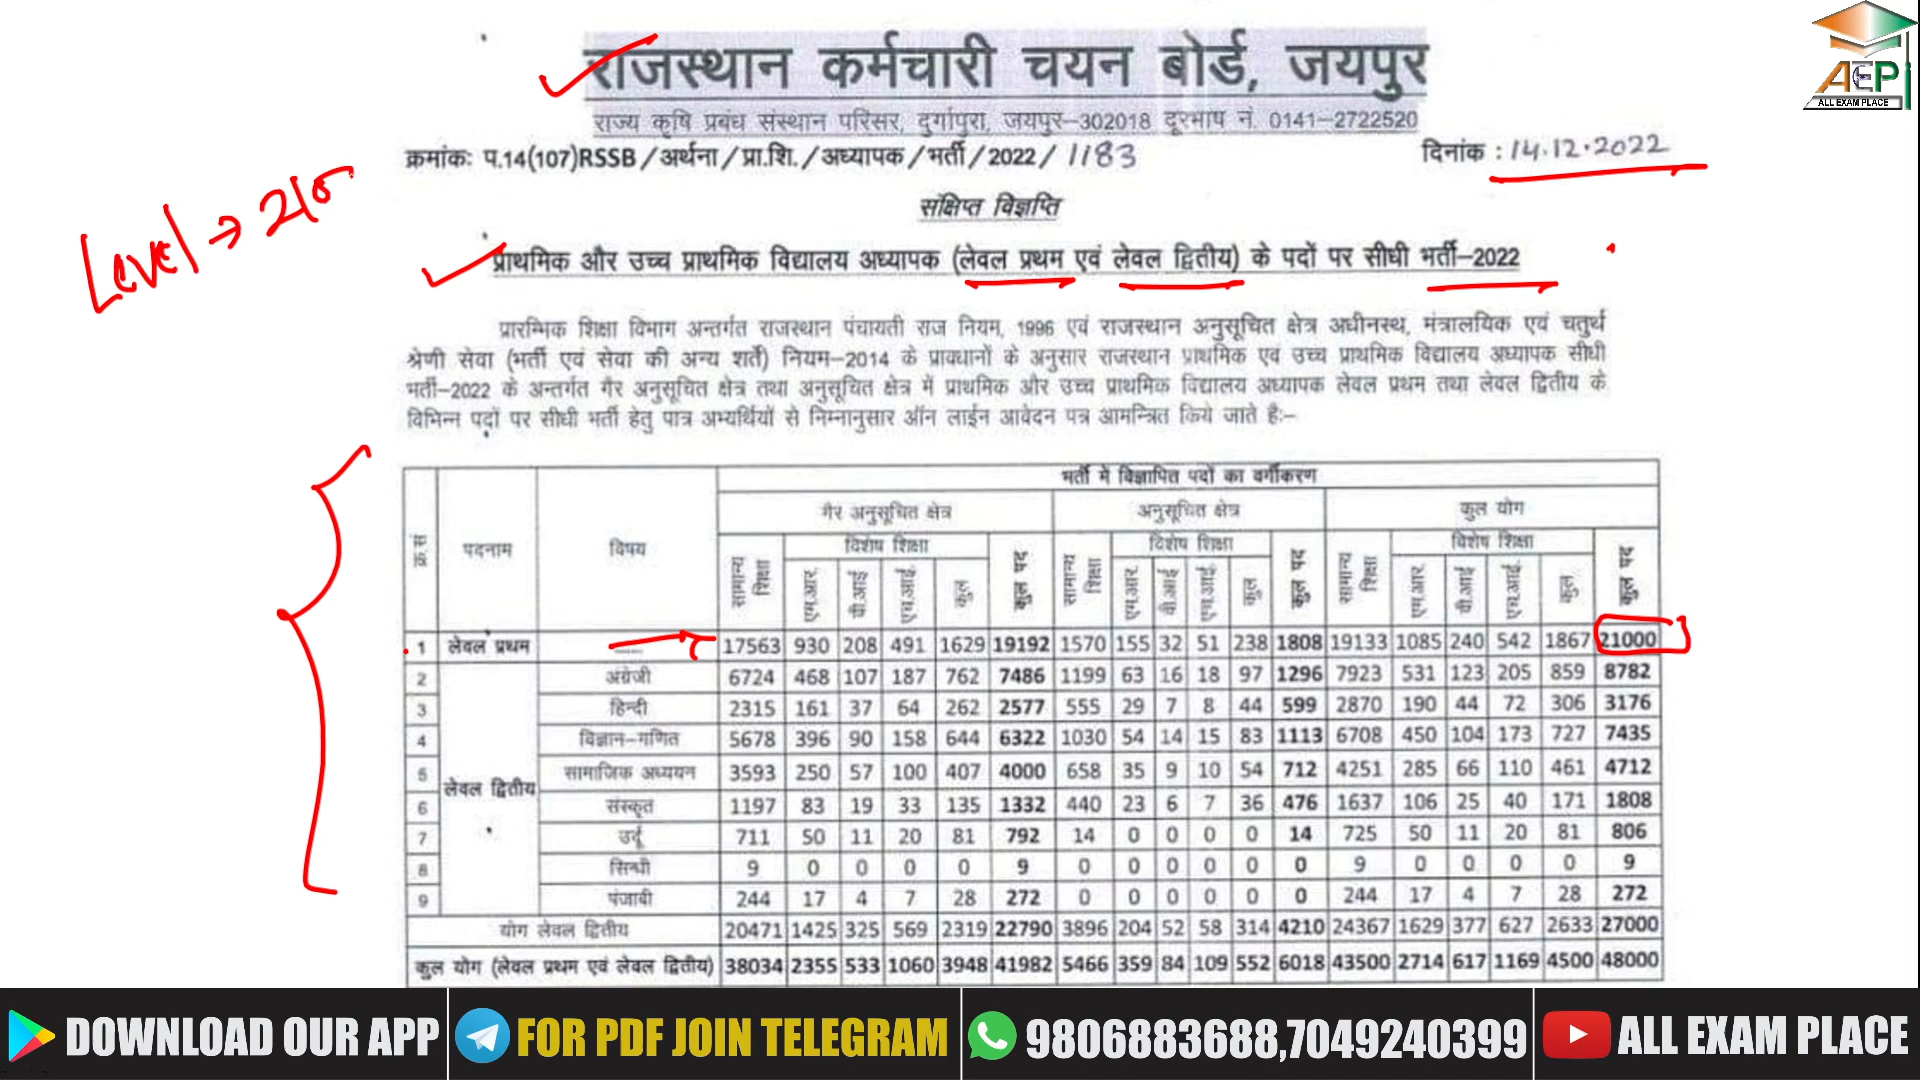 राजस्थान कर्मचारी चयन बोर्ड, जयपुर
AEP
ALL EXAM PLACE
राज्य कृषि प्रबंध संस्थान परिसर, दुर्गापुरा, जयपुर–302018 दूरभाष नं. 0141–2722520
क्रमांकः प.14(107)RSSB/अर्थना/प्रा.शि./अध्यापक/भर्ती/2022/1183 दिनांक : 14.12.2022
संक्षिप्त विज्ञप्ति
Level → 210
प्राथमिक और उच्च प्राथमिक विद्यालय अध्यापक (लेवल प्रथम एवं लेवल द्वितीय) के पदों पर सीधी भर्ती–2022
प्रारम्भिक शिक्षा विभाग अन्तर्गत राजस्थान पंचायती राज नियम, 1996 एवं राजस्थान अनुसूचित क्षेत्र अधीनस्थ, मंत्रालयिक एवं चतुर्थ
श्रेणी सेवा (भर्ती एवं सेवा की अन्य शर्ते) नियम–2014 के प्रावधानों के अनुसार राजस्थान प्राथमिक एवं उच्च प्राथमिक विद्यालय अध्यापक सीधी
भर्ती–2022 के अन्तर्गत गैर अनुसूचित क्षेत्र तथा अनुसूचित क्षेत्र में प्राथमिक और उच्च प्राथमिक विद्यालय अध्यापक लेवल प्रथम तथा लेवल द्वितीय के
विभिन्न पदों पर सीधी भर्ती हेतु पात्र अभ्यर्थियों से निम्नानुसार ऑन लाईन आवेदन पत्र आमन्त्रित किये जाते हैः–
भर्ती में विज्ञापित पदों का वर्गीकरण
क्र.स पदनाम विषय गैर अनुसूचित क्षेत्र अनुसूचित क्षेत्र कुल योग
सामान्य शिक्षा विशेष शिक्षा कुल पद सामान्य शिक्षा विशेष शिक्षा कुल पद सामान्य शिक्षा विशेष शिक्षा कुल पद
एम.आर. वी.आई एच.आई. कुल एम.आर. वी.आई एच.आई. कुल एम.आर. वी.आई एच.आई. कुल
1 लेवल प्रथम 17563 930 208 491 1629 19192 1570 155 32 51 238 1808 19133 1085 240 542 1867 21000
2 अंग्रेजी 6724 468 107 187 762 7486 1199 63 16 18 97 1296 7923 531 123 205 859 8782
3 हिन्दी 2315 161 37 64 262 2577 555 29 7 8 44 599 2870 190 44 72 306 3176
4 विज्ञान–गणित 5678 396 90 158 644 6322 1030 54 14 15 83 1113 6708 450 104 173 727 7435
5 सामाजिक अध्ययन 3593 250 57 100 407 4000 658 35 9 10 54 712 4251 285 66 110 461 4712
लेवल द्वितीय
6 संस्कृत 1197 83 19 33 135 1332 440 23 6 7 36 476 1637 106 25 40 171 1808
7 उर्दू 711 50 11 20 81 792 14 0 0 0 0 14 725 50 11 20 81 806
8 सिन्धी 9 0 0 0 0 9 0 0 0 0 0 0 9 0 0 0 0 9
9 पंजाबी 244 17 4 7 28 272 0 0 0 0 0 0 244 17 4 7 28 272
योग लेवल द्वितीय 20471 1425 325 569 2319 22790 3896 204 52 58 314 4210 24367 1629 377 627 2633 27000
कुल योग (लेवल प्रथम एवं लेवल द्वितीय) 38034 2355 533 1060 3948 41982 5466 359 84 109 552 6018 43500 2714 617 1169 4500 48000
DOWNLOAD OUR APP FOR PDF JOIN TELEGRAM 9806883688,7049240399 ALL EXAM PLACE